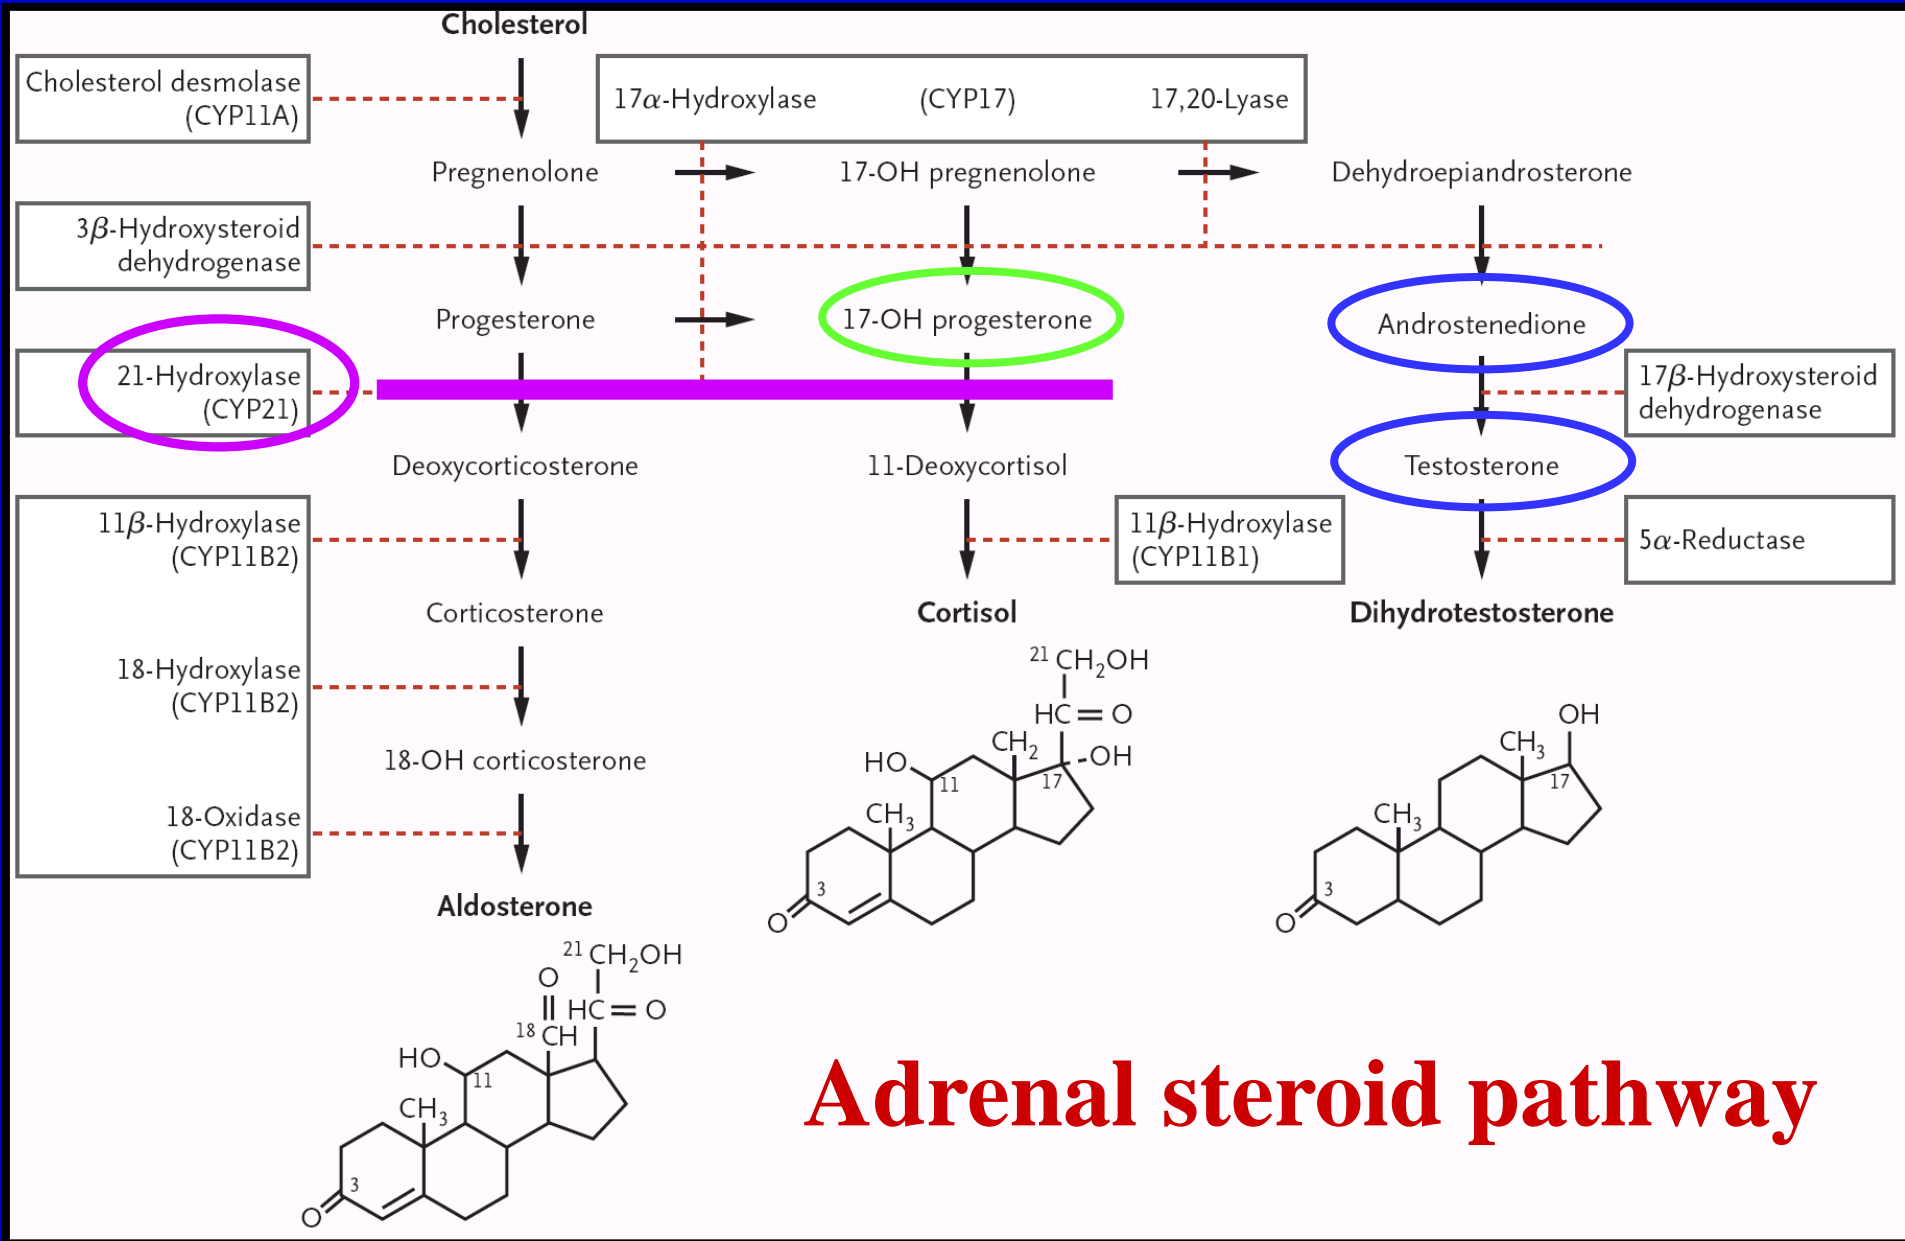 Cholesterol
Cholesterol desmolase
(CYP11A)
17α-Hydroxylase (CYP17) 17,20-Lyase
Pregnenolone 17-OH pregnenolone Dehydroepiandrosterone
3β-Hydroxysteroid
dehydrogenase
Progesterone 17-OH progesterone Androstenedione
21-Hydroxylase
(CYP21)
17β-Hydroxysteroid
dehydrogenase
Deoxycorticosterone 11-Deoxycortisol Testosterone
11β-Hydroxylase
(CYP11B2)
11β-Hydroxylase
(CYP11B1)
5α-Reductase
Corticosterone Cortisol Dihydrotestosterone
18-Hydroxylase
(CYP11B2)
18-OH corticosterone
18-Oxidase
(CYP11B2)
Aldosterone
21 CH2OH
HC=O
CH2
HO
OH
11
17
CH3
3
O
OH
CH3
17
CH3
3
O
21 CH2OH
O
HC=O
18 CH
HO
11
CH3
3
O
Adrenal steroid pathway